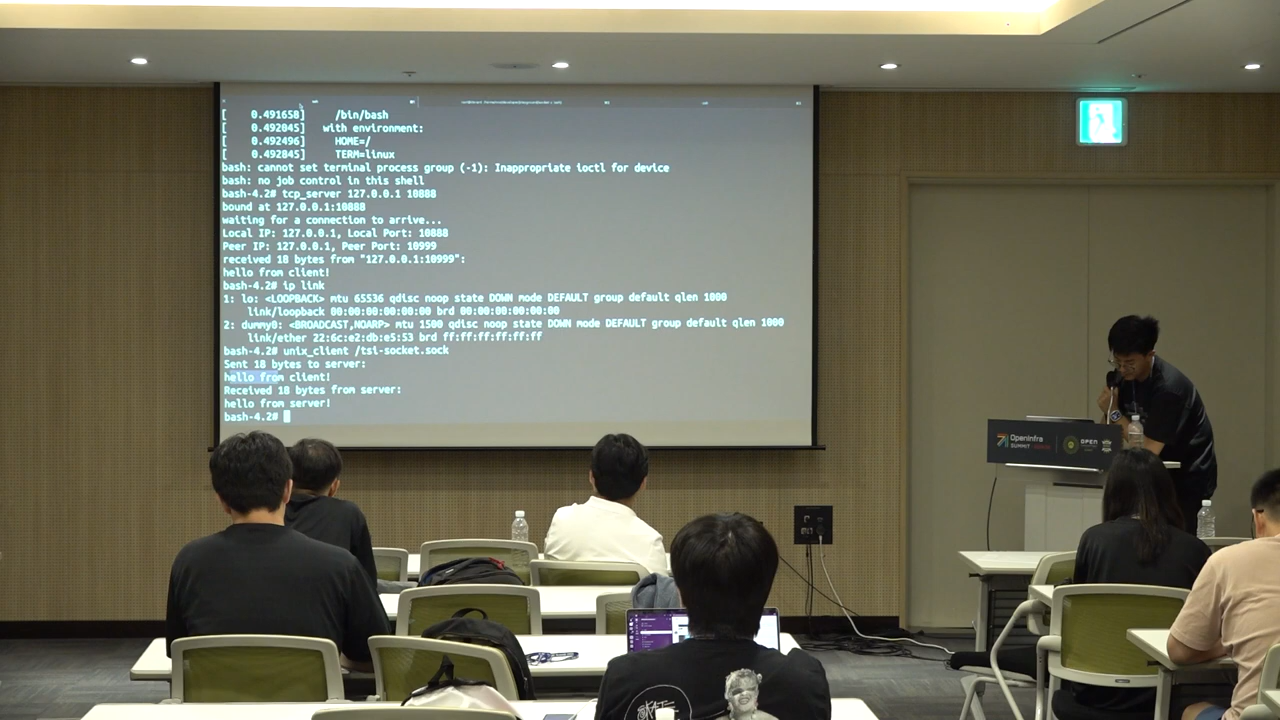 [    0.491658]     /bin/bash
[    0.492045]   with environment:
[    0.492496]     HOME=/
[    0.492845]     TERM=linux
bash: cannot set terminal process group (-1): Inappropriate ioctl for device
bash: no job control in this shell
bash-4.2# tcp_server 127.0.0.1 10888
bound at 127.0.0.1:10888
waiting for a connection to arrive...
Local IP: 127.0.0.1, Local Port: 10888
Peer IP: 127.0.0.1, Peer Port: 10999
received 18 bytes from "127.0.0.1:10999":
hello from client!
bash-4.2# ip link
1: lo: <LOOPBACK> mtu 65536 qdisc noop state DOWN mode DEFAULT group default qlen 1000
    link/loopback 00:00:00:00:00:00 brd 00:00:00:00:00:00
2: dummy0: <BROADCAST,NOARP> mtu 1500 qdisc noop state DOWN mode DEFAULT group default qlen 1000
    link/ether 22:6c:e2:db:e5:53 brd ff:ff:ff:ff:ff:ff
bash-4.2# unix_client /tsi-socket.sock
Sent 18 bytes to server:
hello from client!
Received 18 bytes from server:
hello from server!
bash-4.2#
OpenInfra
SUMMIT
OPEN
SKATE